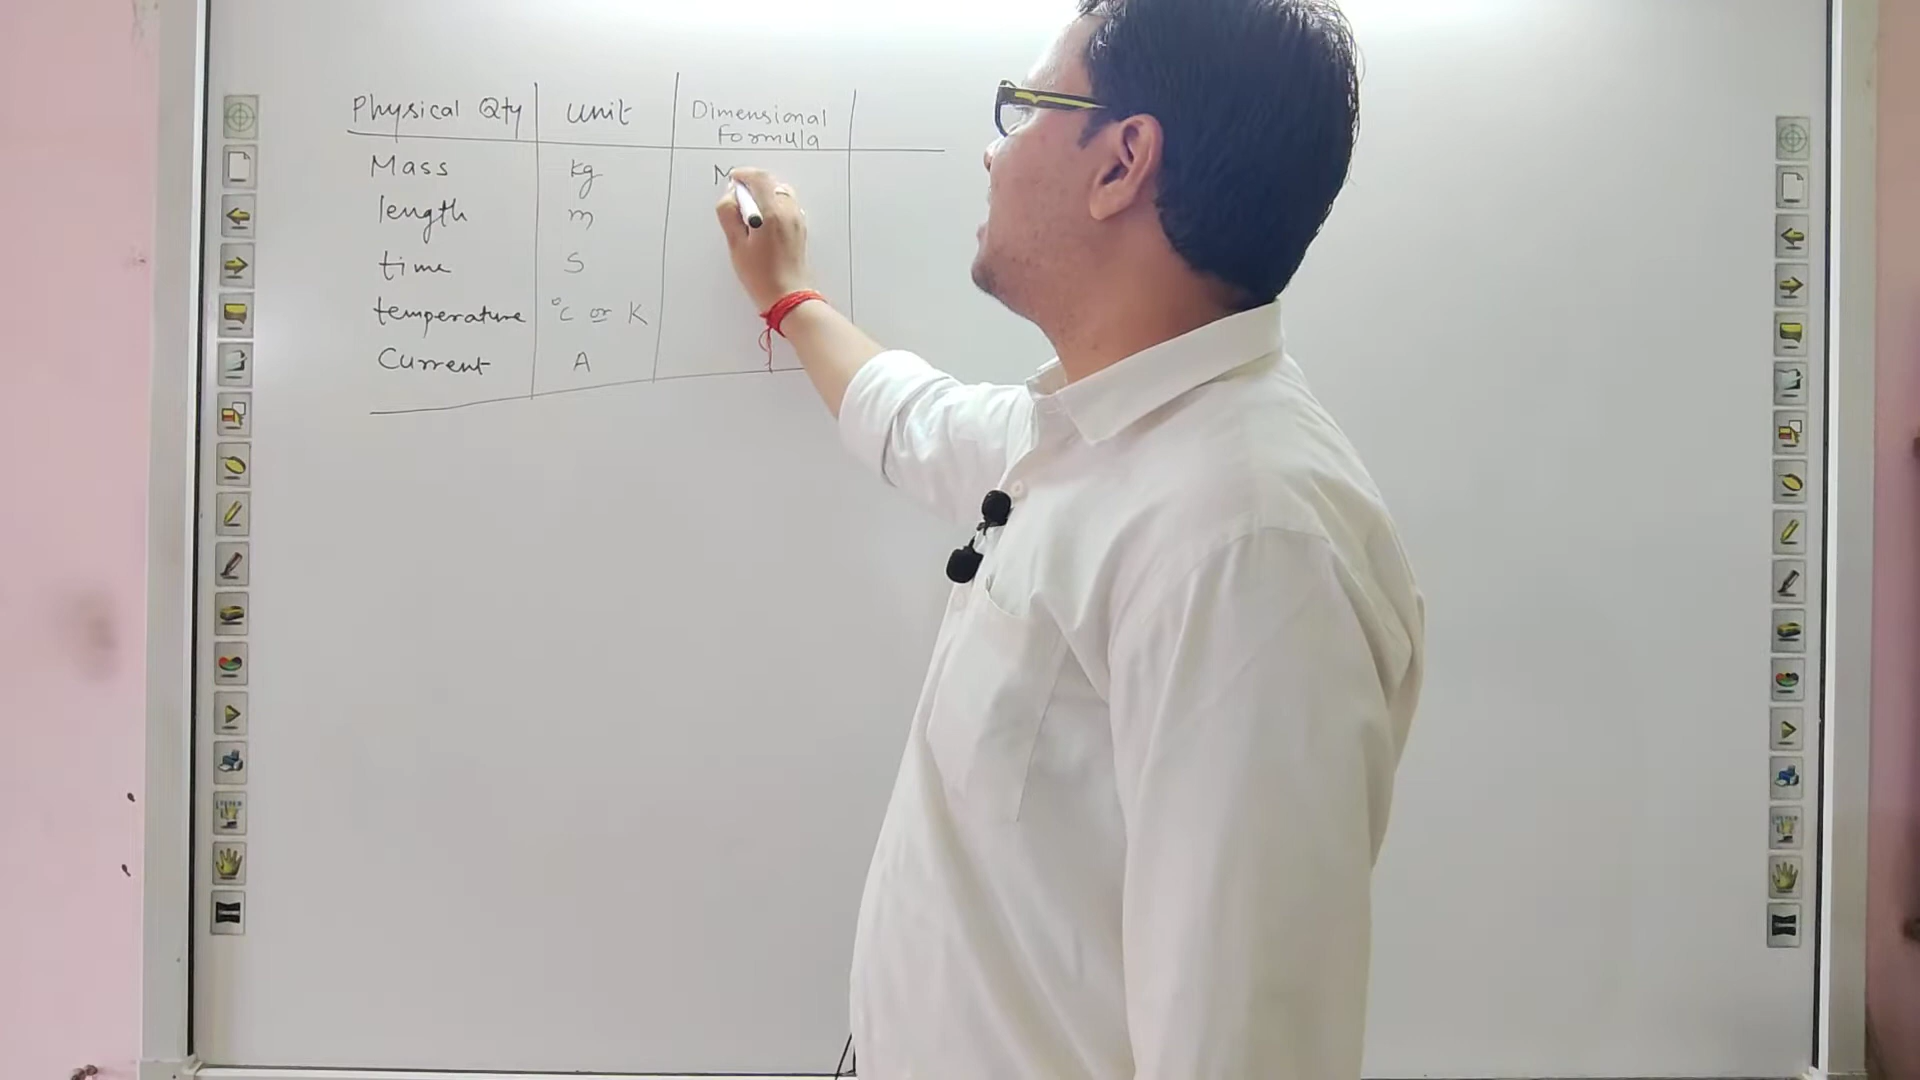 Physical Qty Unit Dimensional Formula
Mass kg M
length m
time S
temperature °C or K
Current A